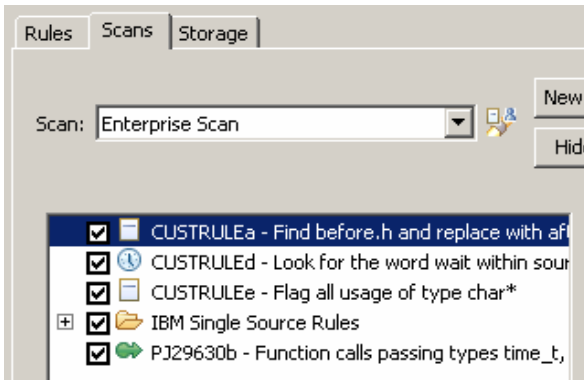 Rules Scans Storage
Scan: Enterprise Scan New
Hid
CUSTRULEa - Find before.h and replace with aft
CUSTRULEd - Look for the word wait within sour
CUSTRULEe - Flag all usage of type char*
IBM Single Source Rules
PJ29630b - Function calls passing types time_t,